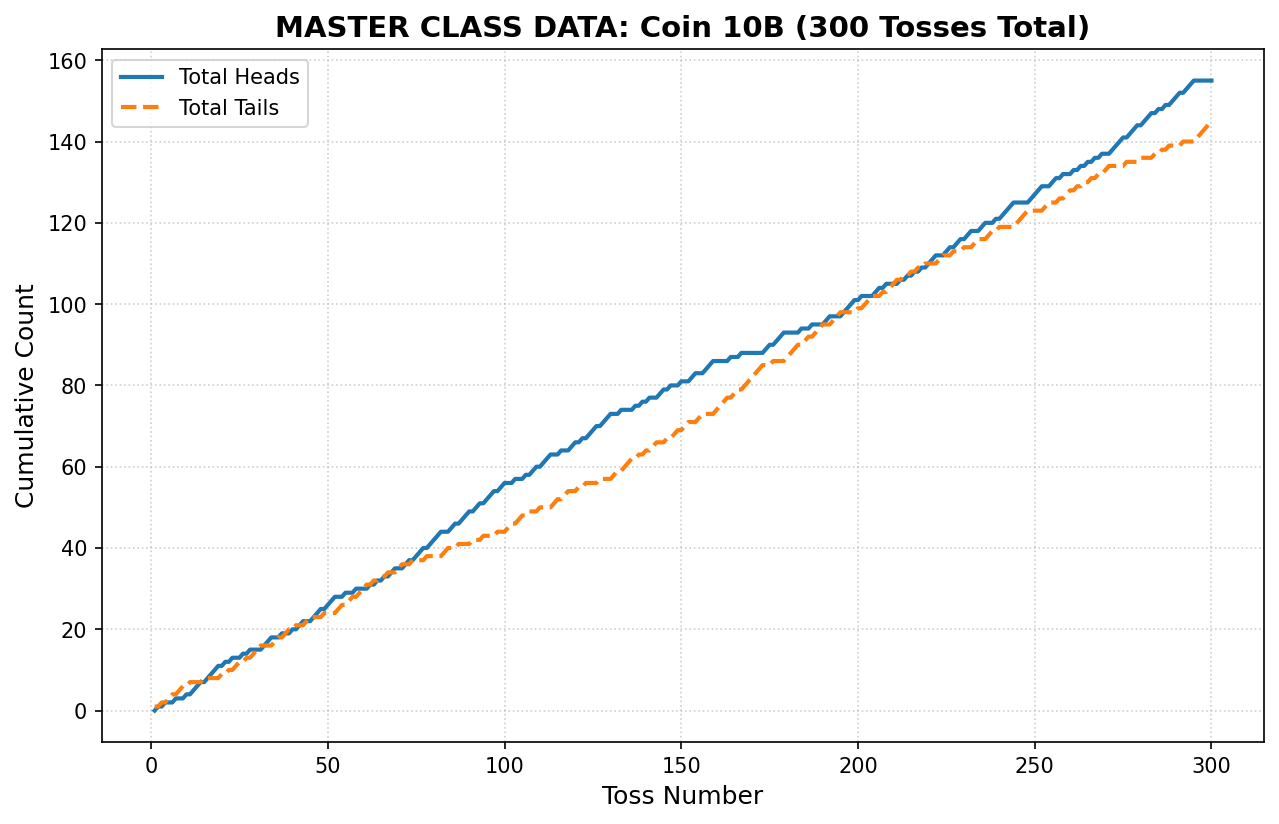 MASTER CLASS DATA: Coin 10B (300 Tosses Total)
Total Heads
Total Tails
160
140
120
100
80
60
40
20
0
Cumulative Count
0 50 100 150 200 250 300
Toss Number